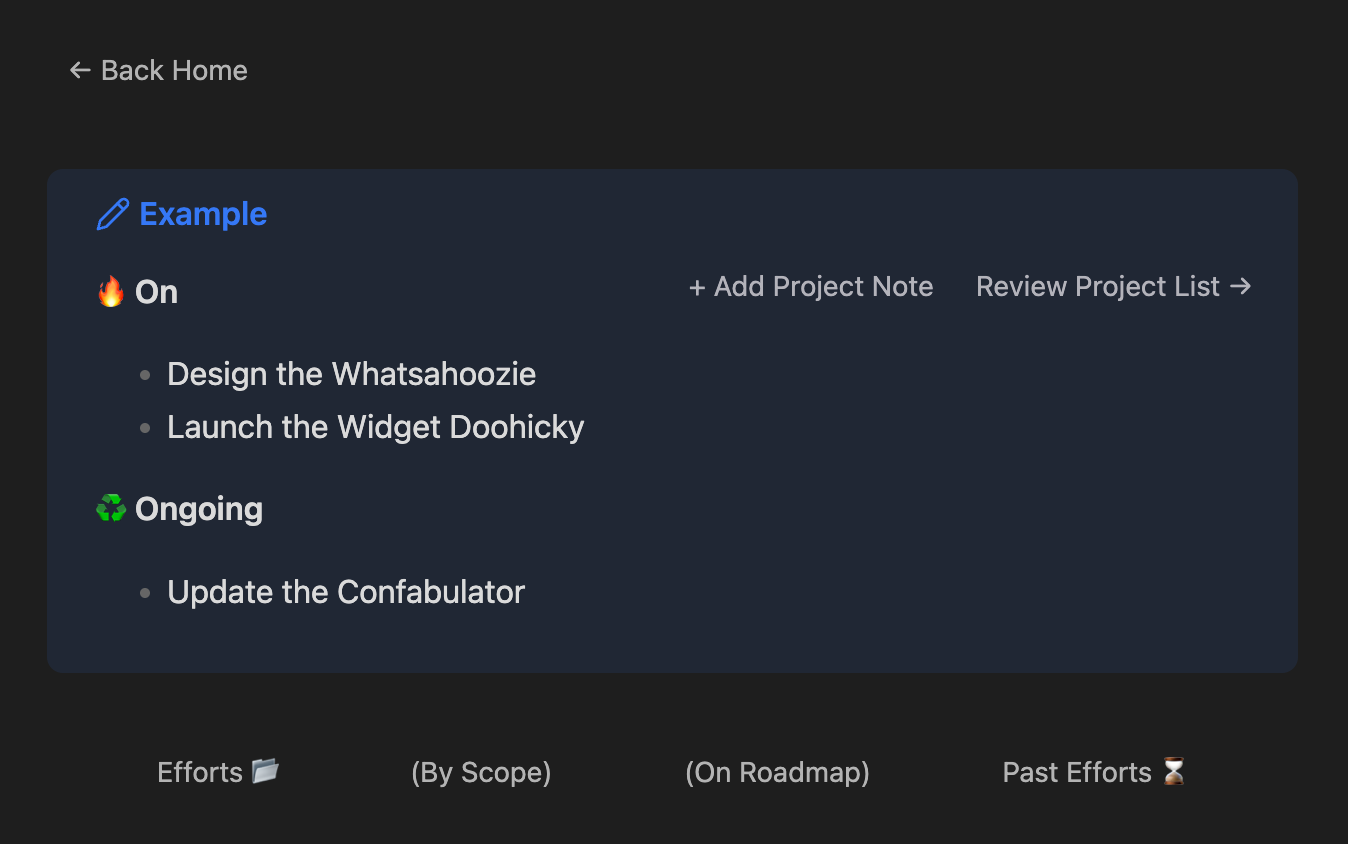 ← Back Home
Example
🔥 On
+ Add Project Note Review Project List →
• Design the Whatsahoozie
• Launch the Widget Doohicky
♻️ Ongoing
• Update the Confabulator
Efforts 📂 (By Scope) (On Roadmap) Past Efforts ⏳